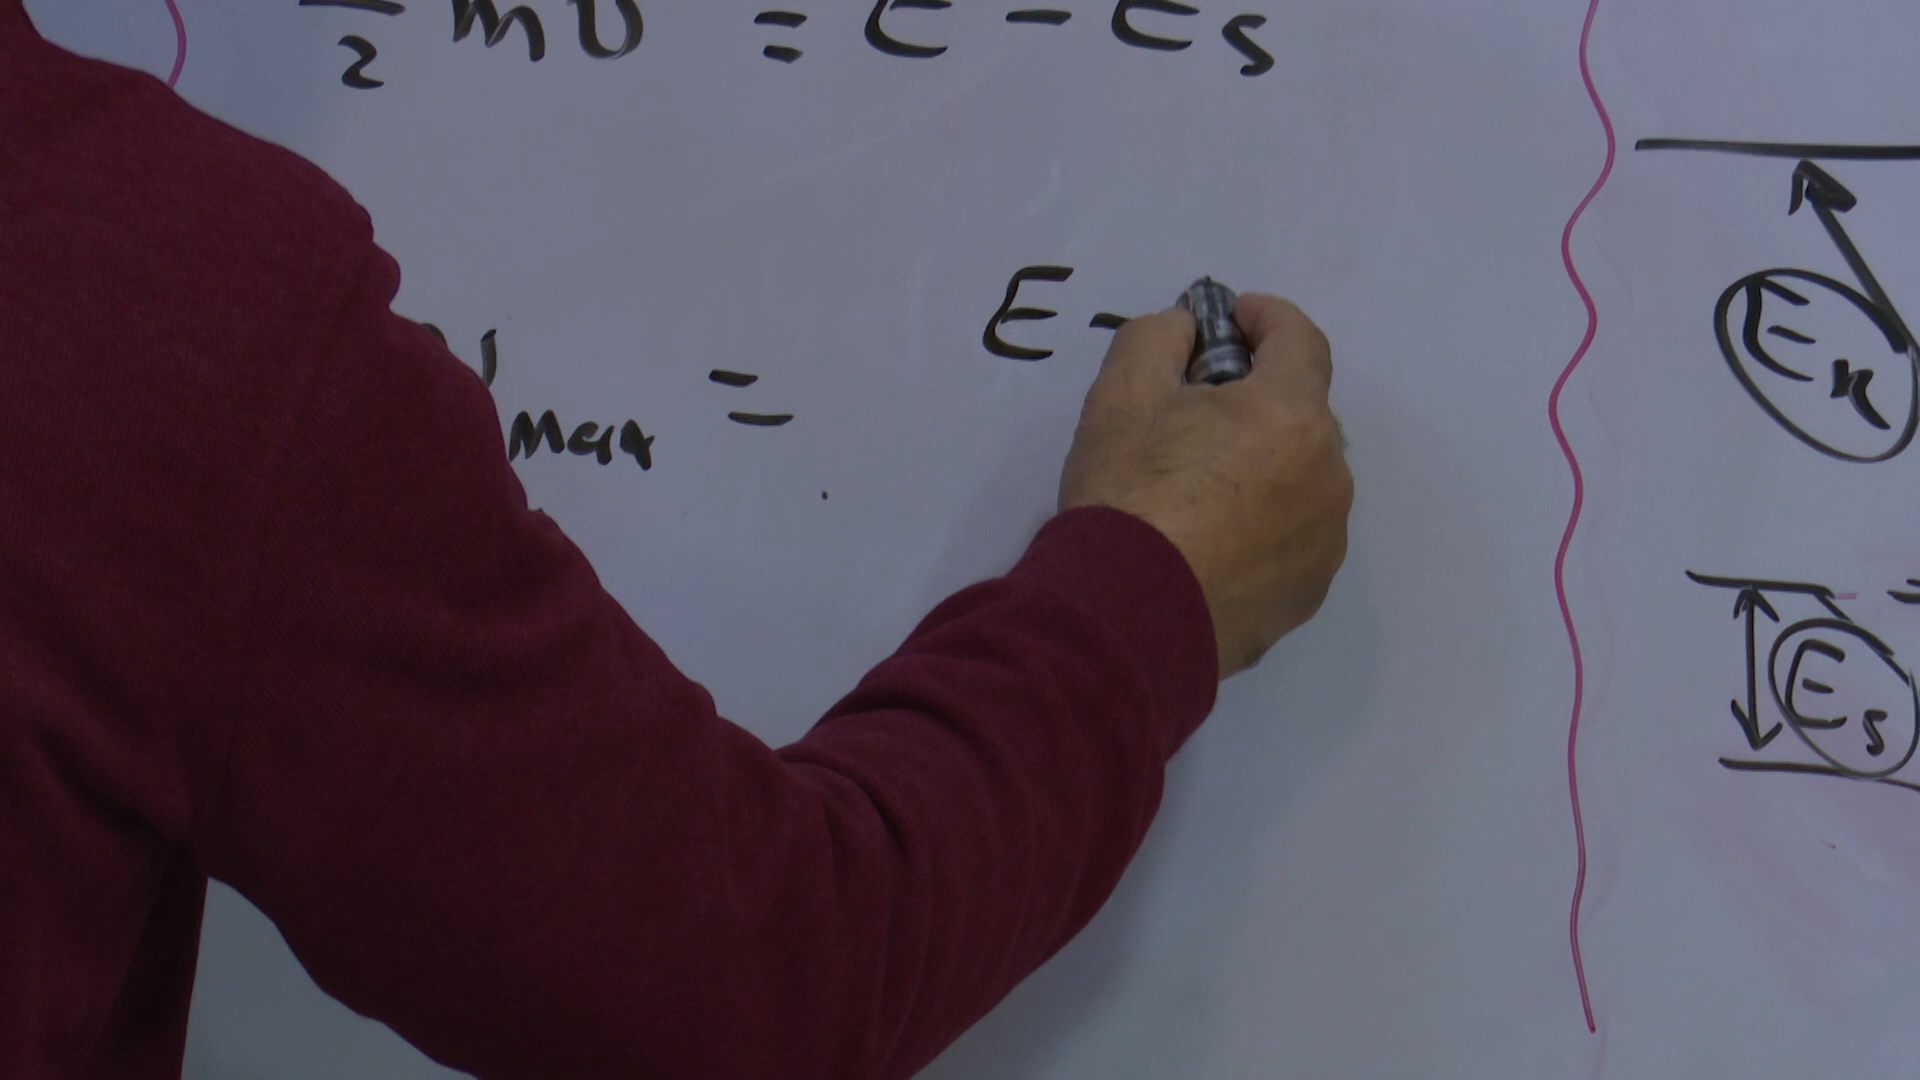 1/2 mv = E - Es
max = E -
Ek
Es